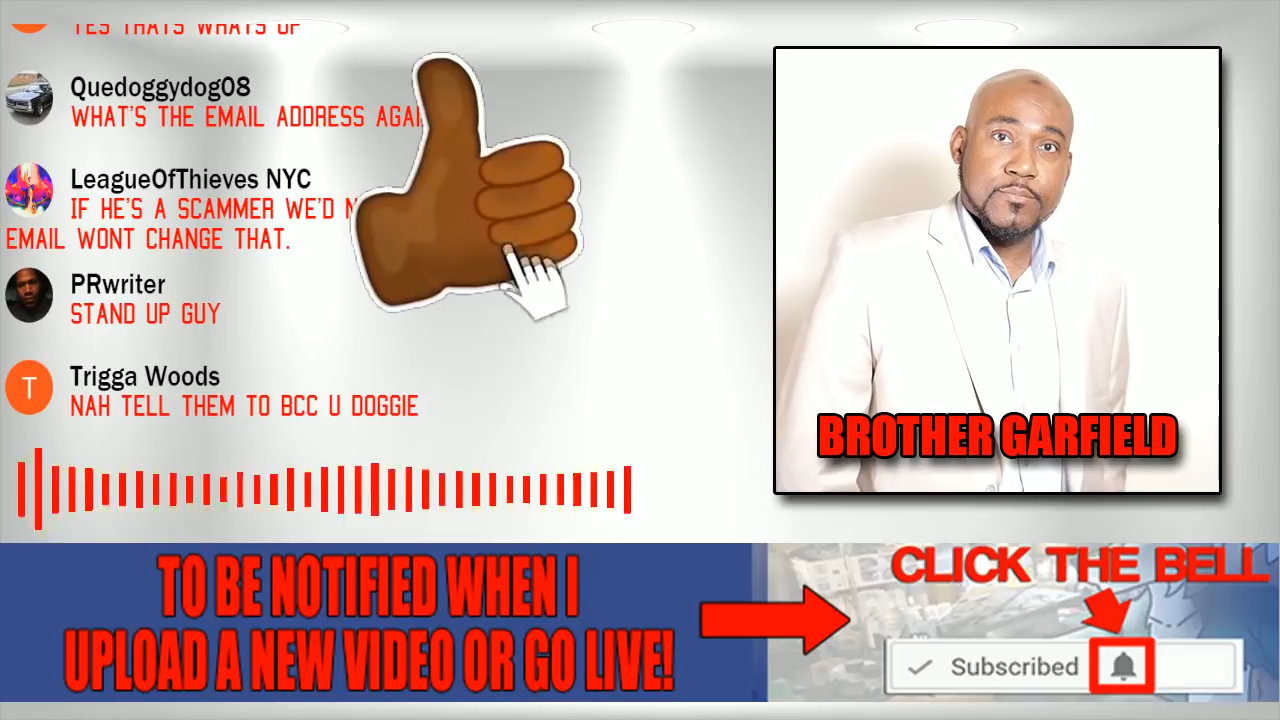 YES THATS WHATS UP
Quedoggydog08
WHAT'S THE EMAIL ADDRESS
LeagueOfThieves NYC
IF HE'S A SCAMMER WE'D
EMAIL WONT CHANGE THAT.
PRwriter
STAND UP GUY
T
Trigga Woods
NAH TELL THEM TO BCC U DOGGIE
BROTHER GARFIELD
TO BE NOTIFIED WHEN I
UPLOAD A NEW VIDEO OR GO LIVE!
CLICK THE BELL
Subscribed